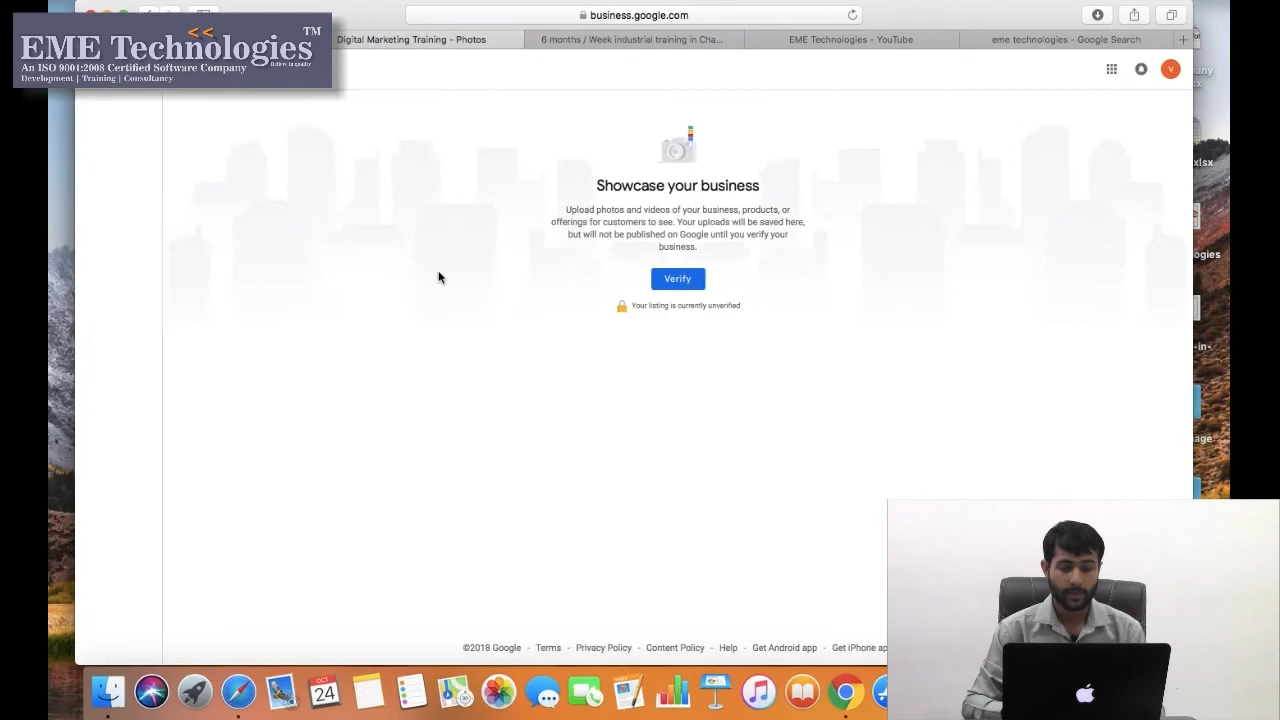 <<
EME Technologies TM
An ISO 9001:2008 Certified Software Company
Development | Training | Consultancy
business.google.com
Digital Marketing Training - Photos
6 months / Week industrial training in Cha...
EME Technologies - YouTube
eme technologies - Google Search
V
Showcase your business
Upload photos and videos of your business, products, or
offerings for customers to see. Your uploads will be saved here,
but will not be published on Google until you verify your
business.
Verify
Your listing is currently unverified
xlsx
ologies
-in-
age
©2018 Google - Terms - Privacy Policy - Content Policy - Help - Get Android app - Get iPhone ap
OCT
24